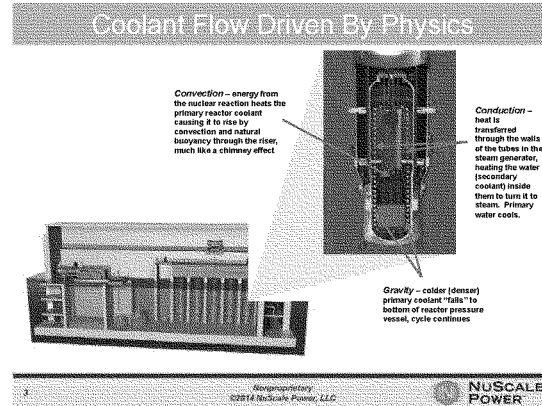 Coolant Flow Driven By Physics
Convection – energy from
the nuclear reaction heats the
primary reactor coolant
causing it to rise by
convection and natural
buoyancy through the riser,
much like a chimney effect
Conduction –
heat is
transferred
through the walls
of the tubes in the
steam generator,
heating the water
(secondary
coolant) inside
them to turn it to
steam. Primary
water cools.
Gravity – colder (denser)
primary coolant "falls" to
bottom of reactor pressure
vessel, cycle continues
3
Nonproprietary
©2014 NuScale Power, LLC
NUSCALE
POWER